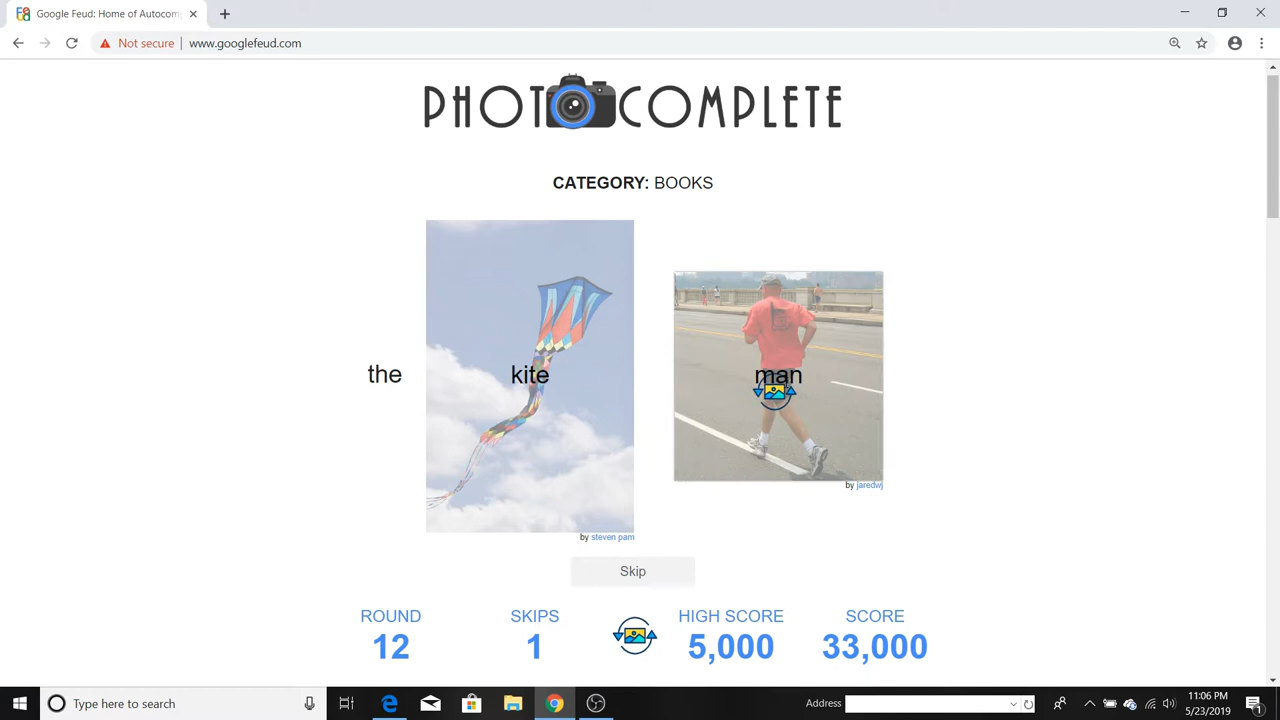 Google Feud: Home of Autocom
Not secure
www.googlefeud.com
PHOTOCOMPLETE
CATEGORY: BOOKS
the
kite
man
by steven pam
by jaredwj
Skip
ROUND
12
SKIPS
1
HIGH SCORE
5,000
SCORE
33,000
Type here to search
Address
11:06 PM
5/23/2019
1